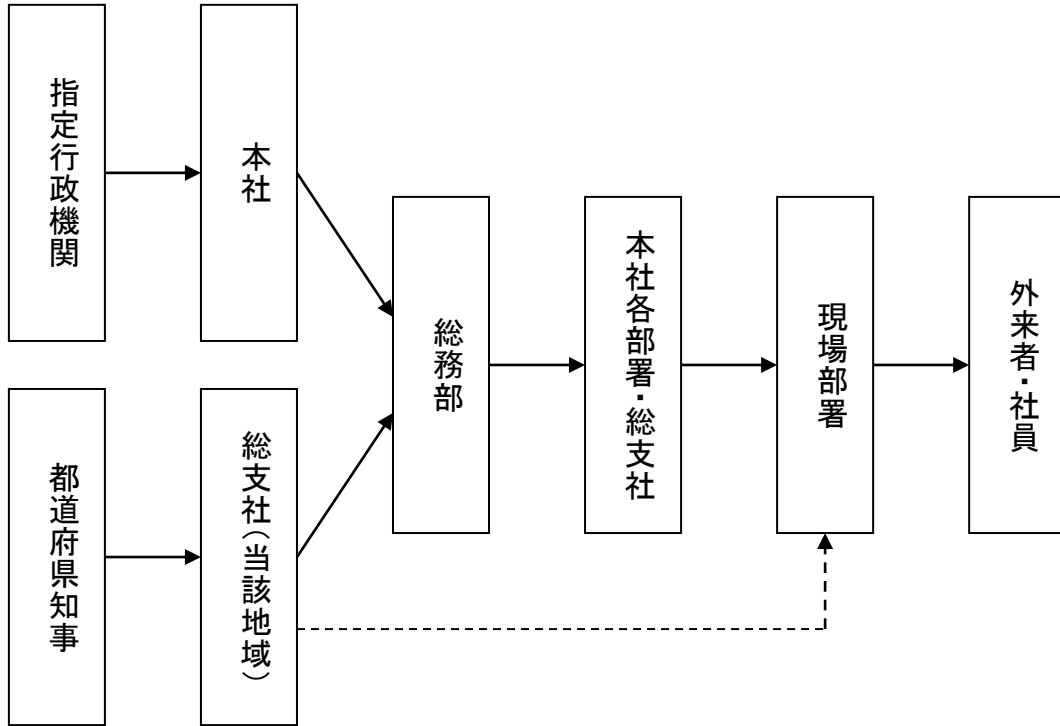 指定行政機関
本社
総務部
本社各部署・総支社
現場部署
外来者・社員
都道府県知事
総支社（当該地域）